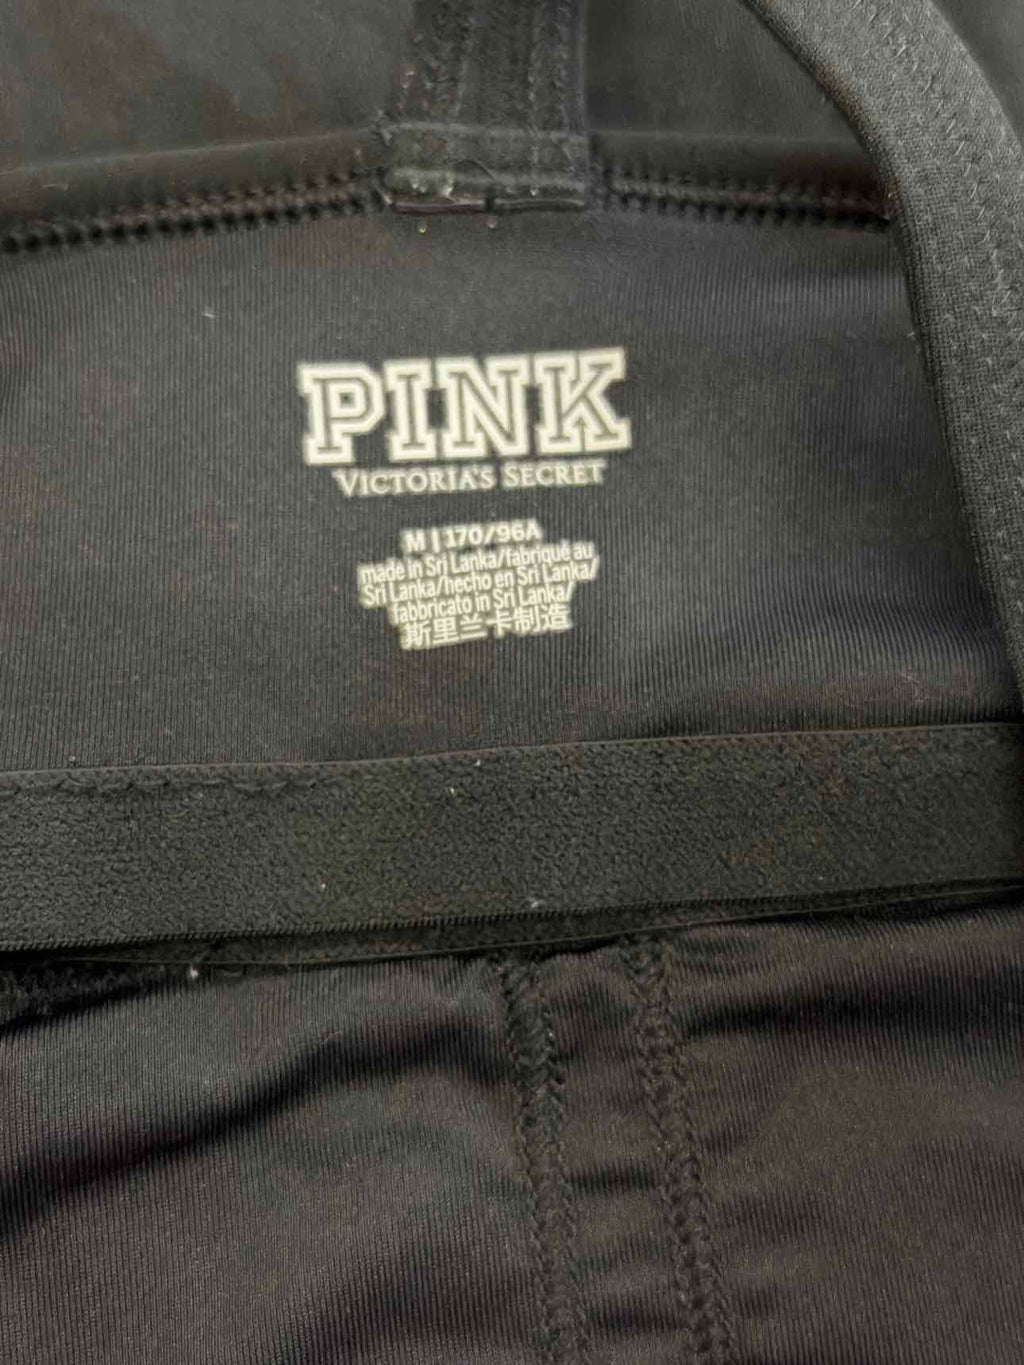 PINK
VICTORIA'S SECRET
M | 170/96A
made in Sri Lanka/fabriqué au
Sri Lanka/hecho en Sri Lanka/
fabbricato in Sri Lanka/
斯里兰卡制造